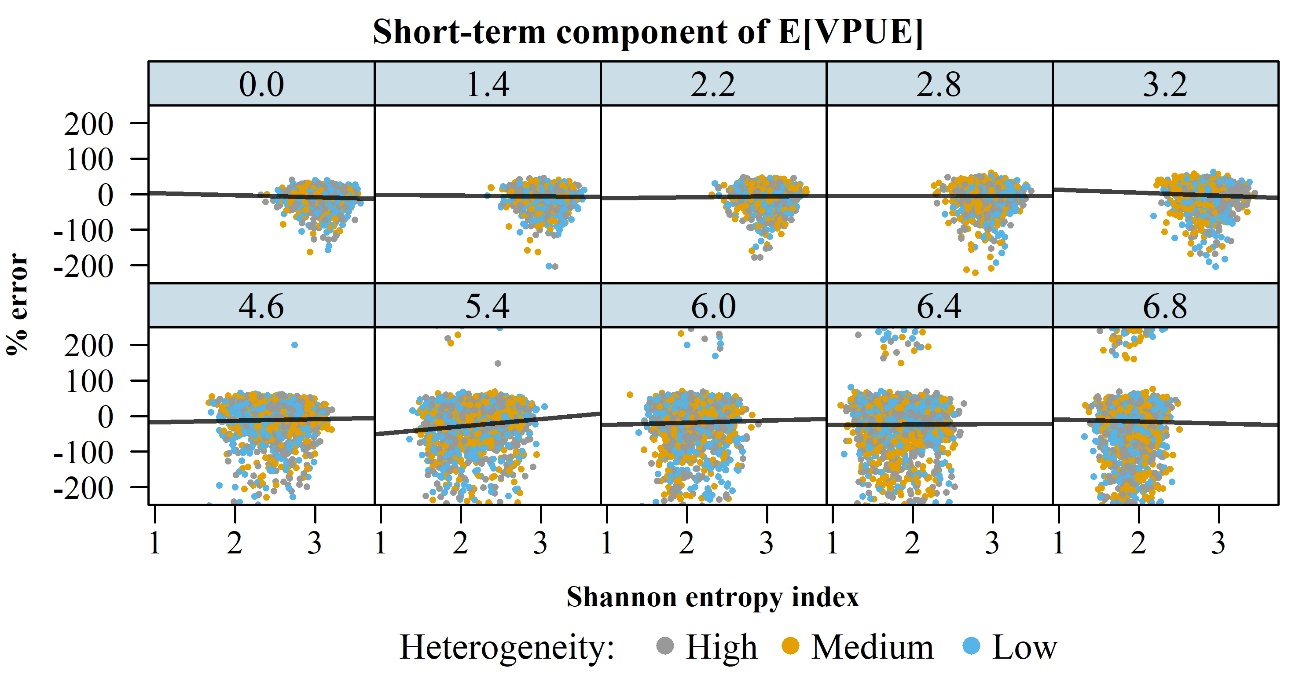 Short-term component of E[VPUE]
0.0 1.4 2.2 2.8 3.2
200
100
0
-100
-200
4.6 5.4 6.0 6.4 6.8
200
100
0
-100
-200
% error
1 2 3 1 2 3 1 2 3 1 2 3 1 2 3
Shannon entropy index
Heterogeneity: High Medium Low